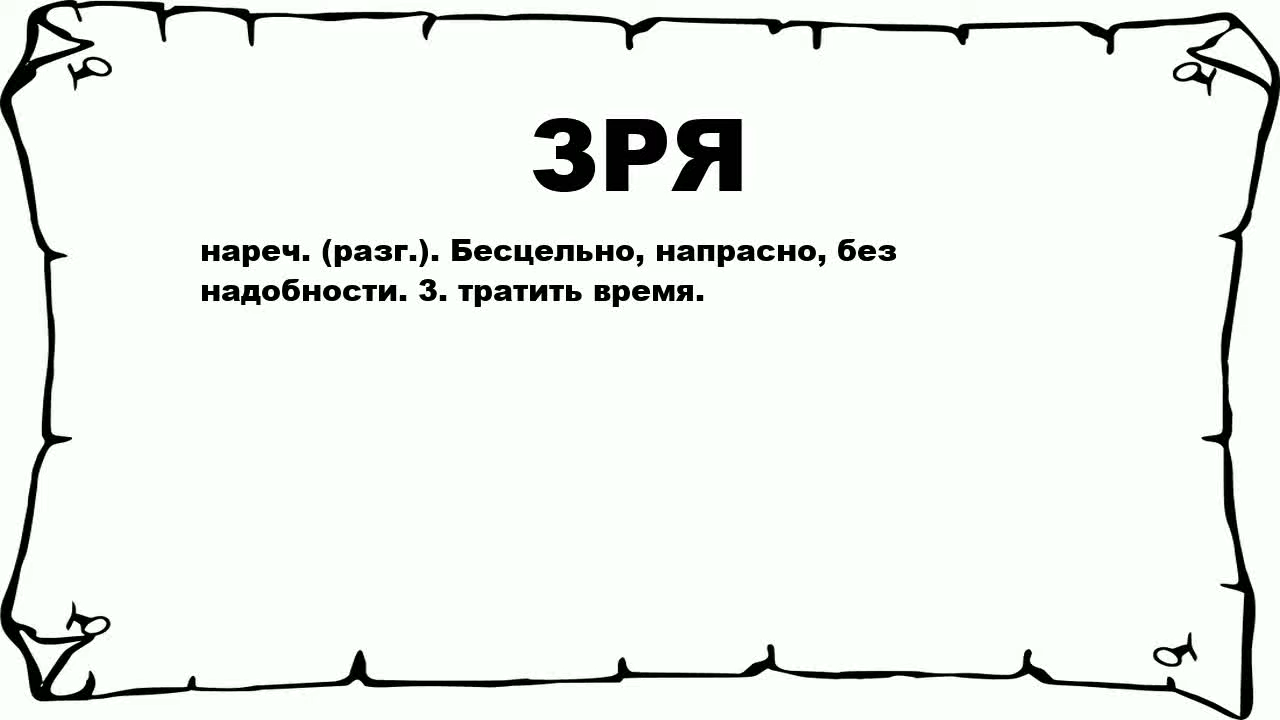 ЗРЯ
нареч. (разг.). Бесцельно, напрасно, без
надобности. З. тратить время.